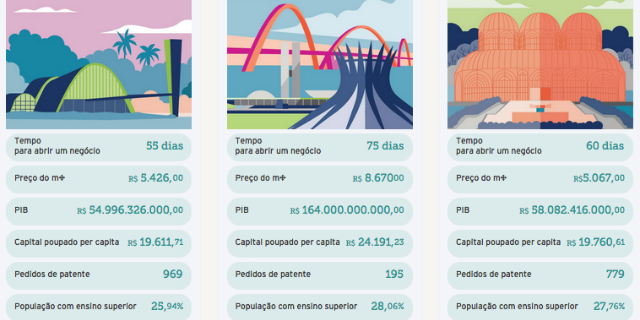 Tempo
para abrir um negócio 55 dias
Preço do m+ R$ 5.426,00
PIB R$ 54.996.326.000,00
Capital poupado per capita R$ 19.611,71
Pedidos de patente 969
População com ensino superior 25,94%
Tempo
para abrir um negócio 75 dias
Preço do m+ R$ 8.67000
PIB R$ 164.000.000.000,00
Capital poupado per capita R$ 24.191,23
Pedidos de patente 195
População com ensino superior 28,06%
Tempo
para abrir um negócio 60 dias
Preço do m+ R$5.067,00
PIB R$ 58.082.416.000,00
Capital poupado per capita R$ 19.760,61
Pedidos de patente 779
População com ensino superior 27,76%